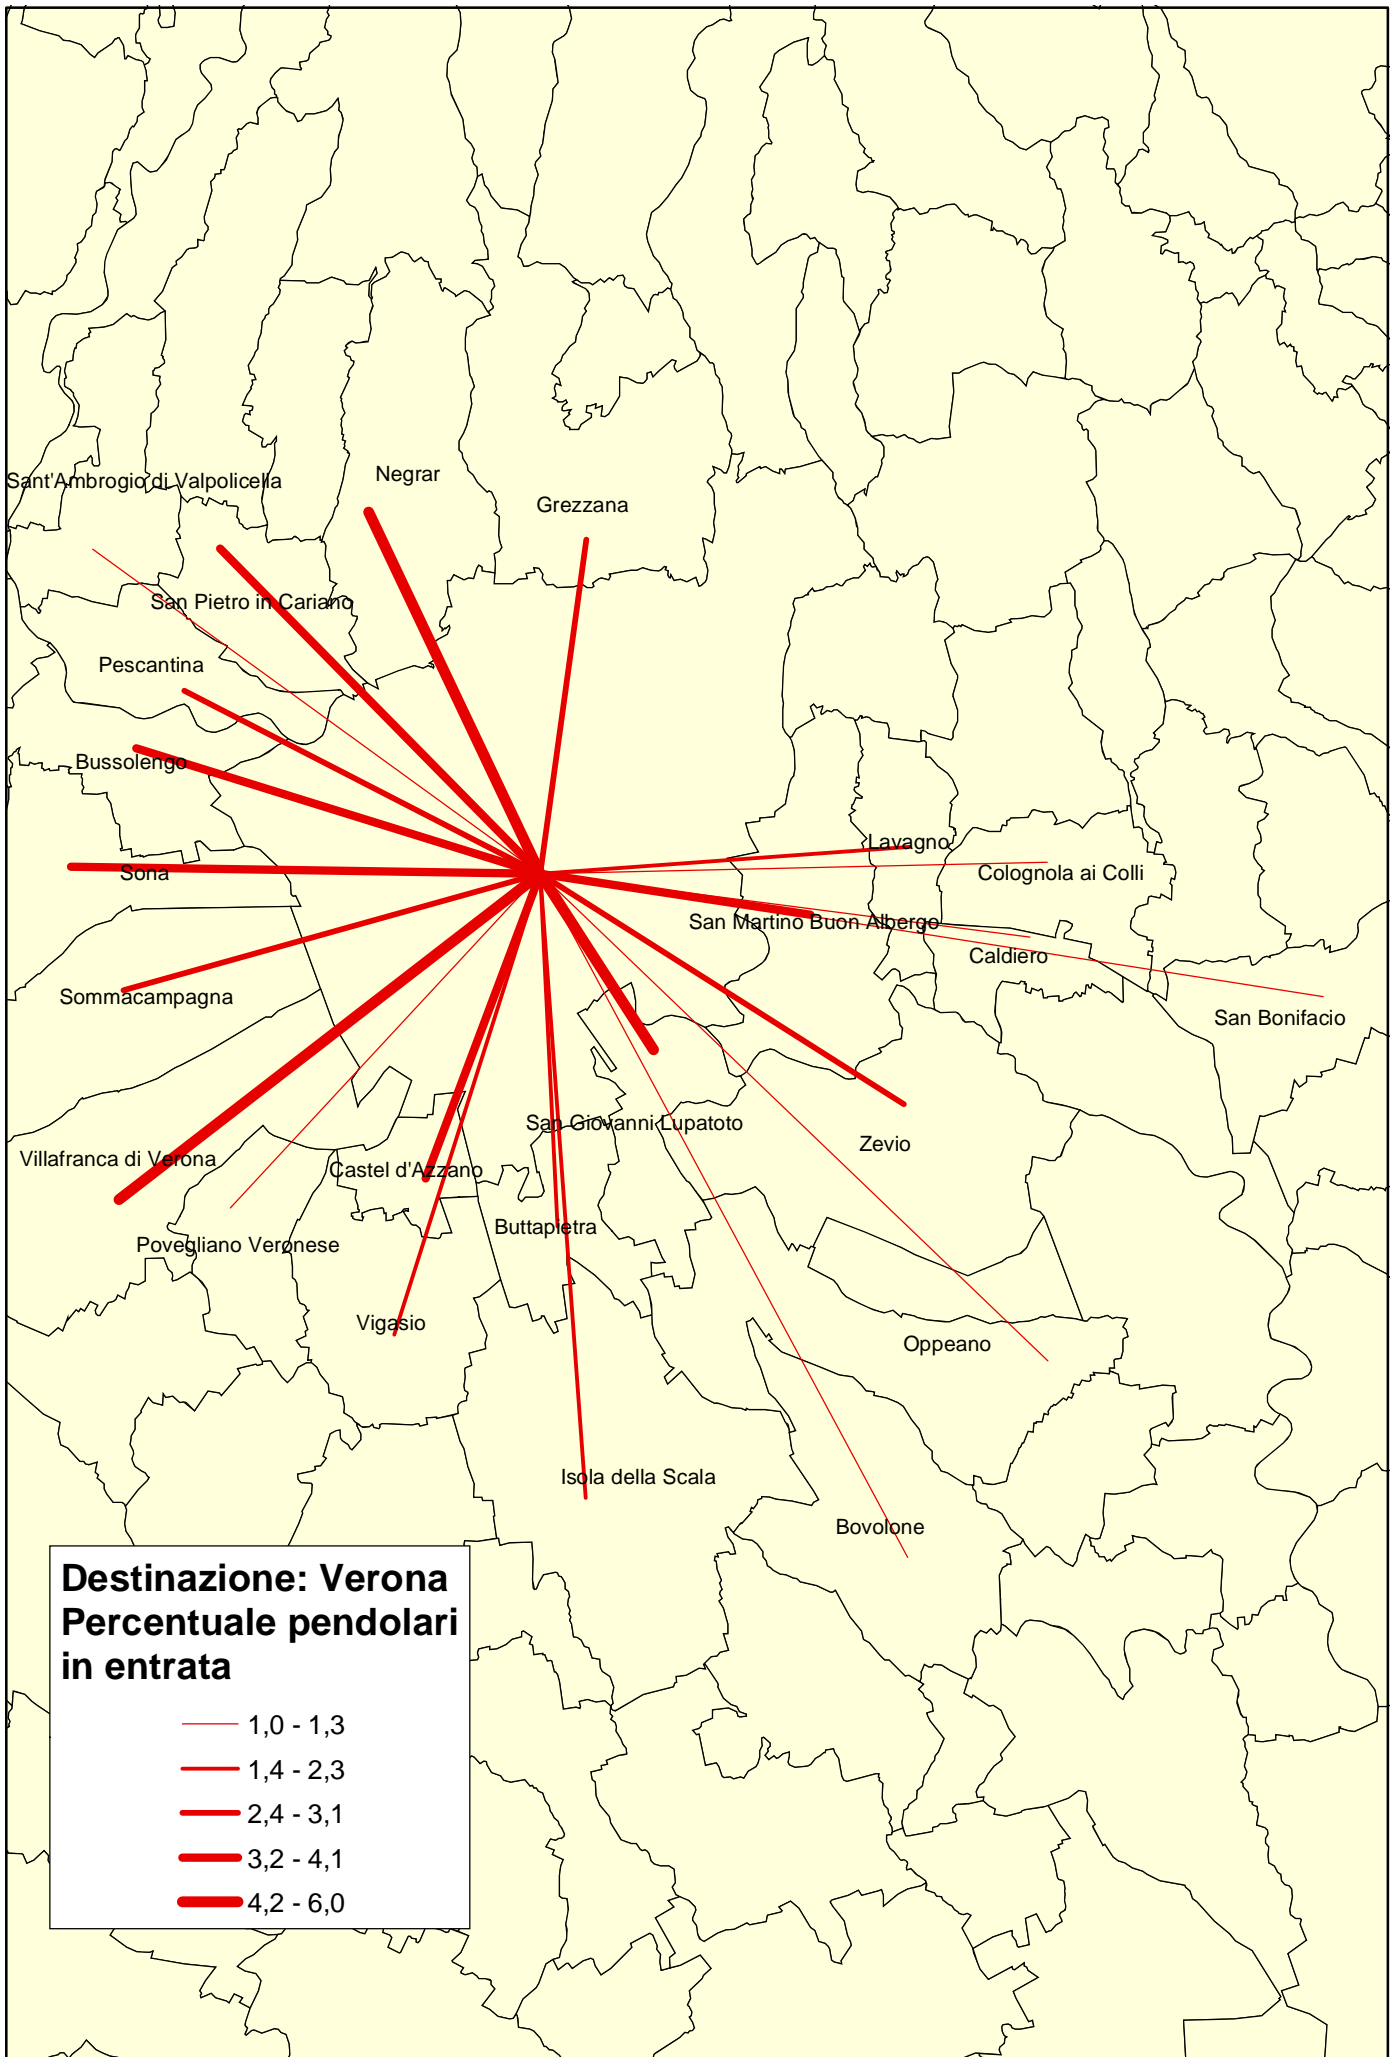 Negrar
Sant'Ambrogio di Valpolicella
Grezzana
San Pietro in Cariano
Pescantina
Bussolengo
Lavagno
Sona
Colognola ai Colli
San Martino Buon Albergo
Caldiero
Sommacampagna
San Bonifacio
San Giovanni Lupatoto
Zevio
Villafranca di Verona
Castel d'Azzano
Buttapietra
Povegliano Veronese
Vigasio
Oppeano
Isola della Scala
Bovolone
Destinazione: Verona
Percentuale pendolari
in entrata
1,0 - 1,3
1,4 - 2,3
2,4 - 3,1
3,2 - 4,1
4,2 - 6,0